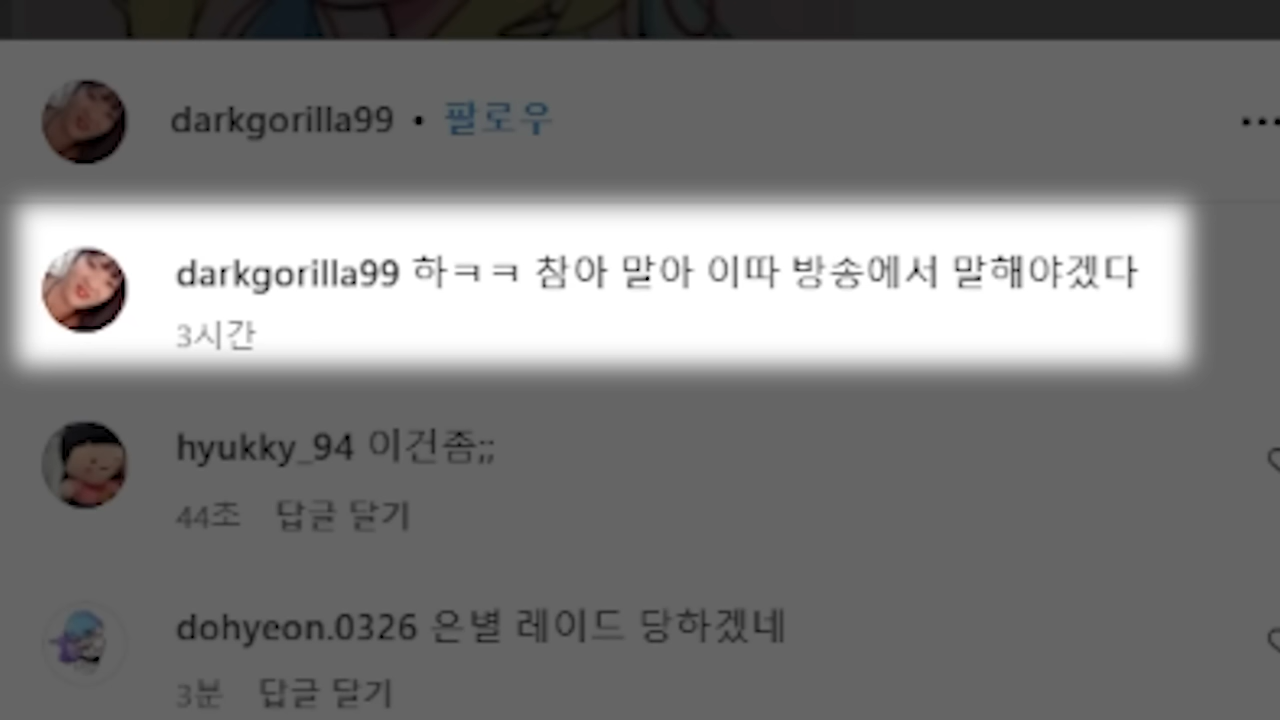 darkgorilla99 • 팔로우
darkgorilla99 하ㅋㅋ 참아 말아 이따 방송에서 말해야겠다
3시간
hyukky_94 이건좀;;
44초 답글 달기
dohyeon.0326 은별 레이드 당하겠네
3분 답글 달기